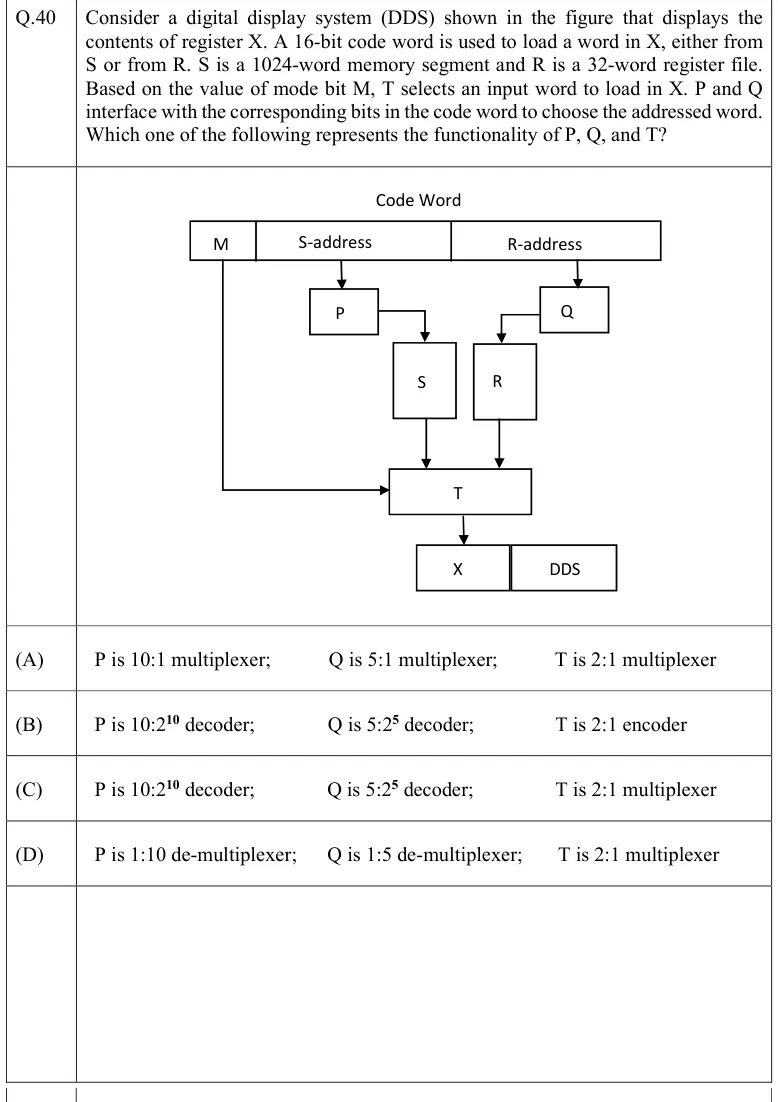 Q.40 Consider a digital display system (DDS) shown in the figure that displays the
contents of register X. A 16-bit code word is used to load a word in X, either from
S or from R. S is a 1024-word memory segment and R is a 32-word register file.
Based on the value of mode bit M, T selects an input word to load in X. P and Q
interface with the corresponding bits in the code word to choose the addressed word.
Which one of the following represents the functionality of P, Q, and T?
Code Word
M S-address R-address
P Q
S R
T
X DDS
(A) P is 10:1 multiplexer; Q is 5:1 multiplexer; T is 2:1 multiplexer
(B) P is 10:2¹⁰ decoder; Q is 5:2⁵ decoder; T is 2:1 encoder
(C) P is 10:2¹⁰ decoder; Q is 5:2⁵ decoder; T is 2:1 multiplexer
(D) P is 1:10 de-multiplexer; Q is 1:5 de-multiplexer; T is 2:1 multiplexer